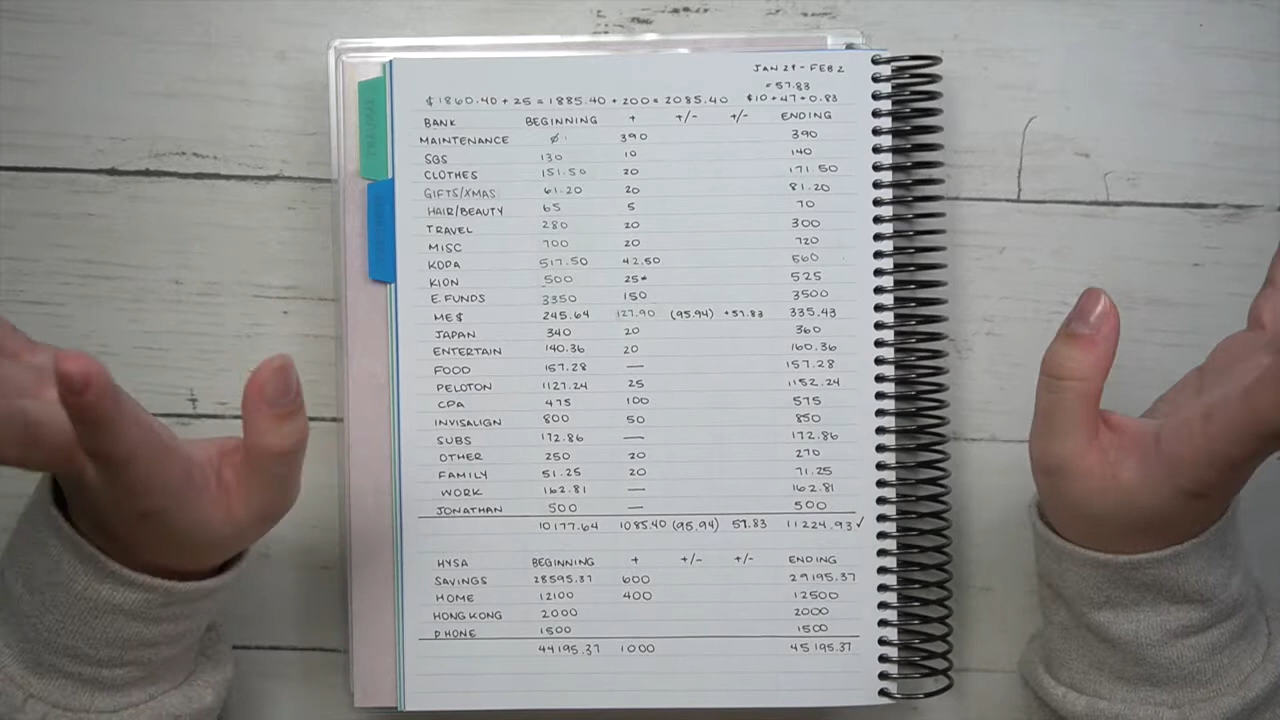 JAN 29 - FEB 2
= 57.83
$1860.40 + 25 = 1885.40 + 200 = 2085.40 $10 + 47 + 0.83
BANK BEGINNING + +/- +/- ENDING
MAINTENANCE 390 390
SGS 130 10 140
CLOTHES 151.50 20 171.50
GIFTS/XMAS 61.20 20 81.20
HAIR/BEAUTY 65 5 70
TRAVEL 280 20 300
MISC 700 20 720
KODA 517.50 42.50 560
KION 500 25* 525
E.FUNDS 3350 150 3500
ME$ 245.64 127.90 (95.94) +57.83 335.43
JAPAN 340 20 360
ENTERTAIN 140.36 20 160.36
FOOD 157.28 — 157.28
PELOTON 1127.24 25 1152.24
CPA 475 100 575
INVISALIGN 800 50 850
SUBS 172.86 — 172.86
OTHER 250 20 270
FAMILY 51.25 20 71.25
WORK 162.81 — 162.81
JONATHAN 500 — 500
10177.64 1085.40 (95.94) 57.83 11224.93 ✓
HYSA BEGINNING + +/- +/- ENDING
SAVINGS 28595.37 600 29195.37
HOME 12100 400 12500
HONG KONG 2000 2000
PHONE 1500 1500
44195.37 1000 45195.37